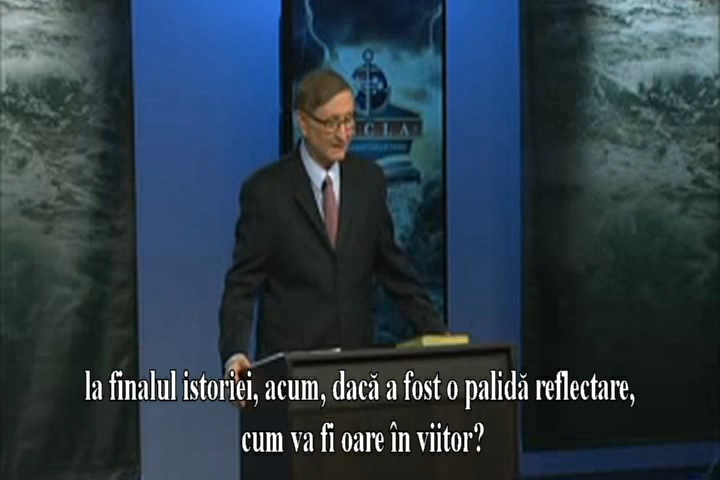 la finalul istoriei, acum, dacă a fost o palidă reflectare,
cum va fi oare în viitor?